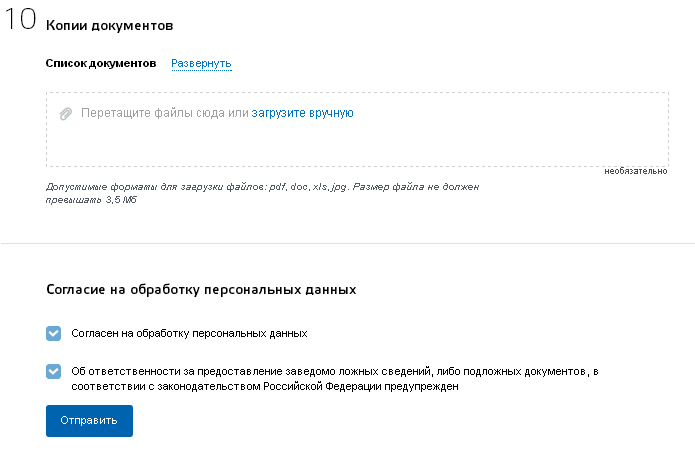 10
Копии документов
Список документов Развернуть
Перетащите файлы сюда или загрузите вручную
необязательно
Допустимые форматы для загрузки файлов: pdf, doc, xls, jpg. Размер файла не должен
превышать 3,5 Мб
Согласие на обработку персональных данных
Согласен на обработку персональных данных
Об ответственности за предоставление заведомо ложных сведений, либо подложных документов, в
соответствии с законодательством Российской Федерации предупрежден
Отправить